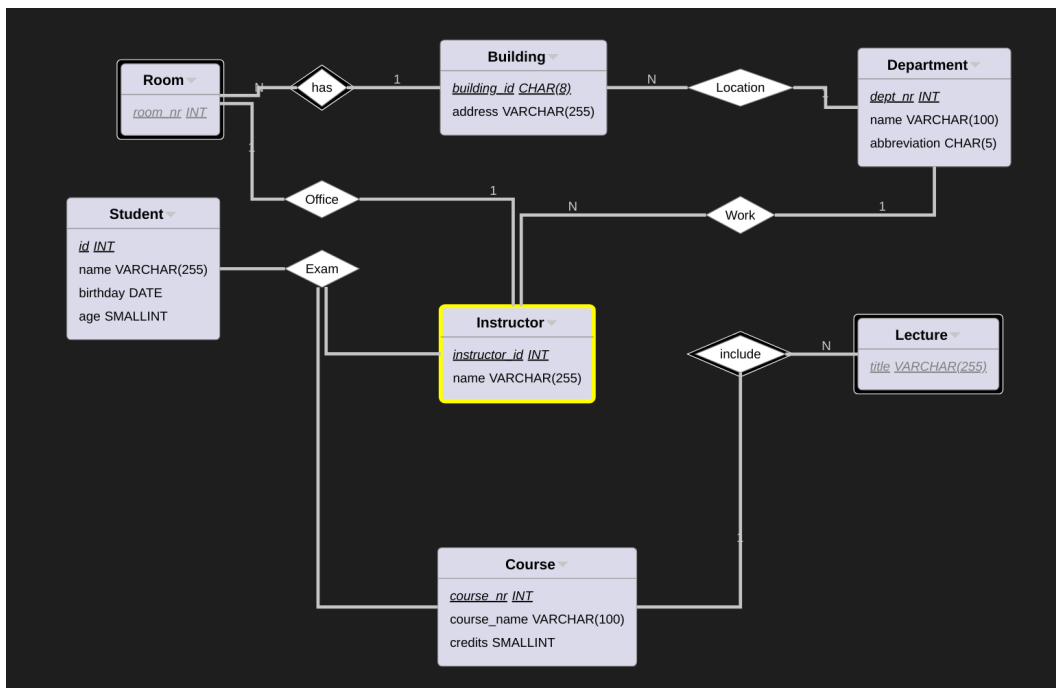 Room
room_nr INT
N
has
1
Building
building_id CHAR(8)
address VARCHAR(255)
N
Location
1
Department
dept_nr INT
name VARCHAR(100)
abbreviation CHAR(5)
1
Office
1
N
Work
1
Student
id INT
name VARCHAR(255)
birthday DATE
age SMALLINT
Exam
Instructor
instructor_id INT
name VARCHAR(255)
include
N
Lecture
title VARCHAR(255)
1
Course
course_nr INT
course_name VARCHAR(100)
credits SMALLINT